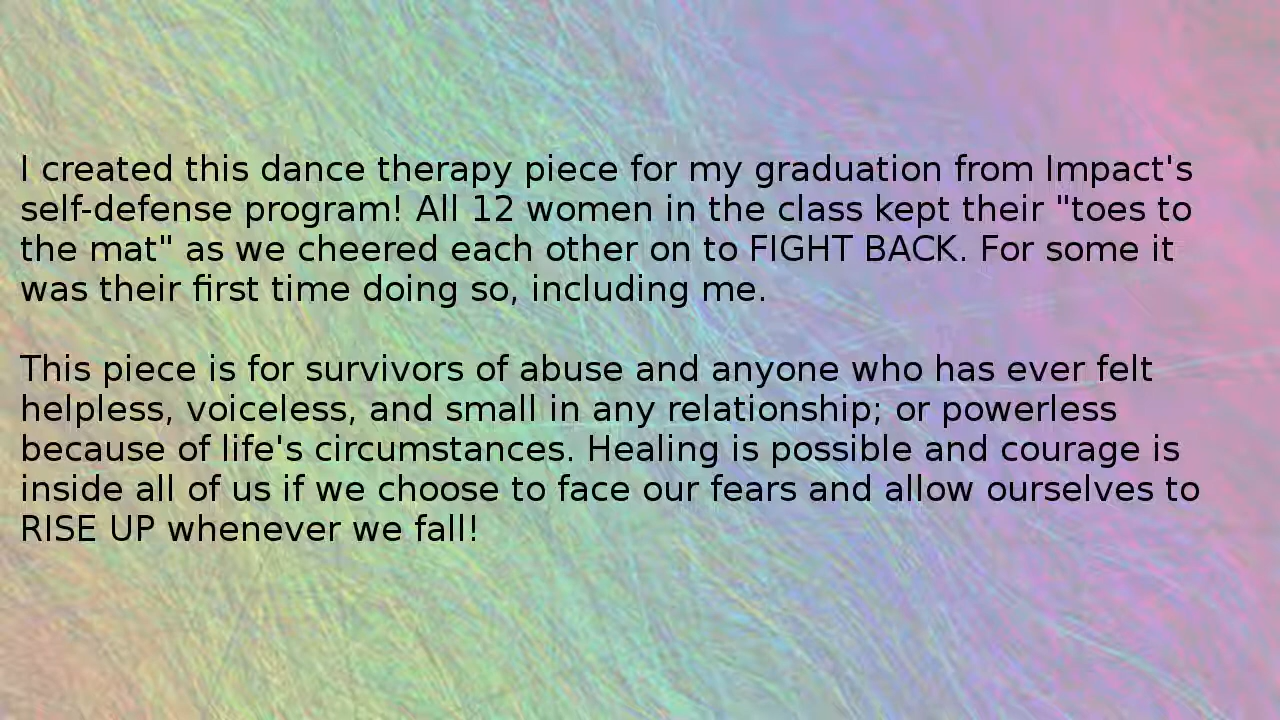 I created this dance therapy piece for my graduation from Impact's
self-defense program! All 12 women in the class kept their "toes to
the mat" as we cheered each other on to FIGHT BACK. For some it
was their first time doing so, including me.
This piece is for survivors of abuse and anyone who has ever felt
helpless, voiceless, and small in any relationship; or powerless
because of life's circumstances. Healing is possible and courage is
inside all of us if we choose to face our fears and allow ourselves to
RISE UP whenever we fall!